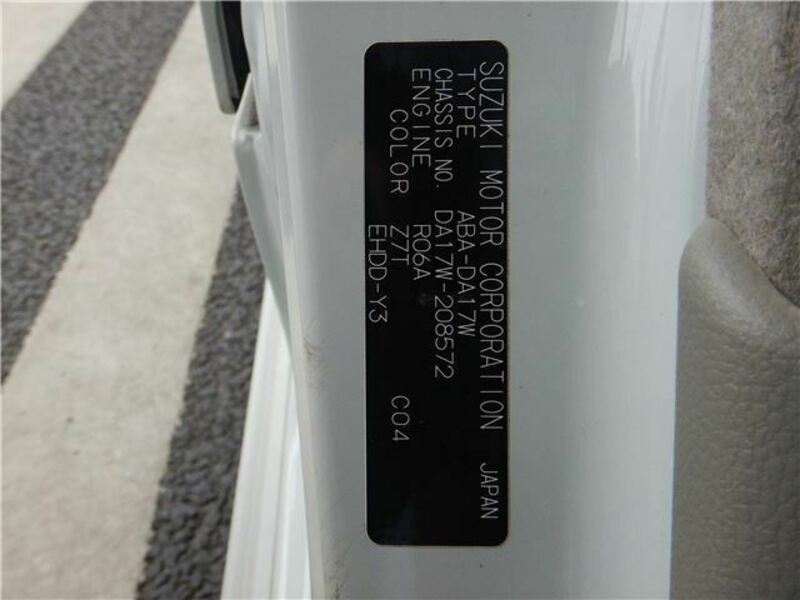 SUZUKI MOTOR CORPORATION JAPAN
TYPE ABA-DA17W
CHASSIS NO. DA17W-208572
ENGINE R06A
COLOR Z7T C04
EHDD-Y3